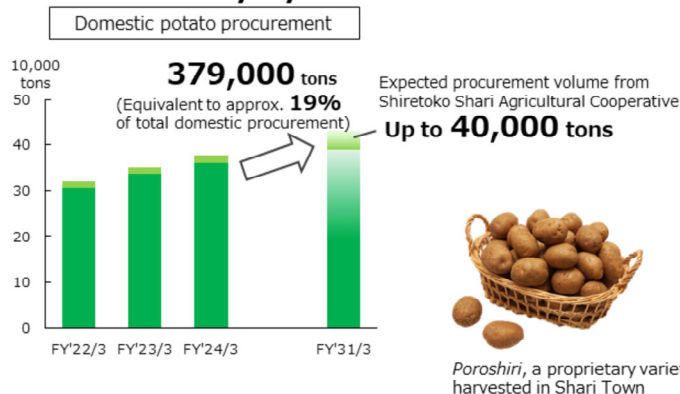 Domestic potato procurement
10,000
tons
379,000 tons
(Equivalent to approx. 19%
of total domestic procurement)
Expected procurement volume from
Shiretoko Shari Agricultural Cooperative
Up to 40,000 tons
50
40
30
20
10
0
FY'22/3 FY'23/3 FY'24/3 FY'31/3
Poroshiri, a proprietary
harvested in Shari Town